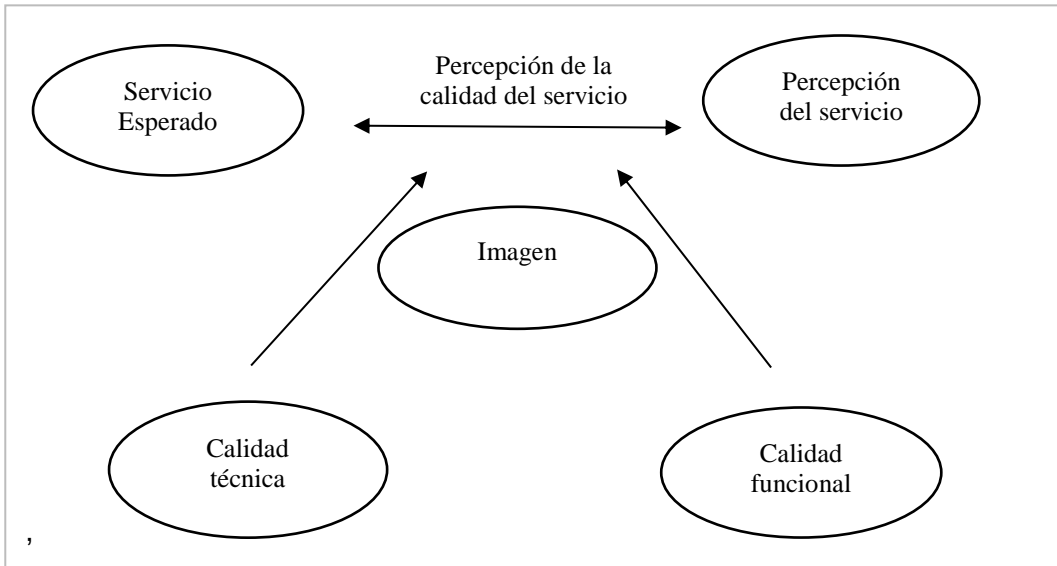 Servicio
Esperado
Percepción de la
calidad del servicio
Percepción
del servicio
Imagen
Calidad
técnica
Calidad
funcional
,